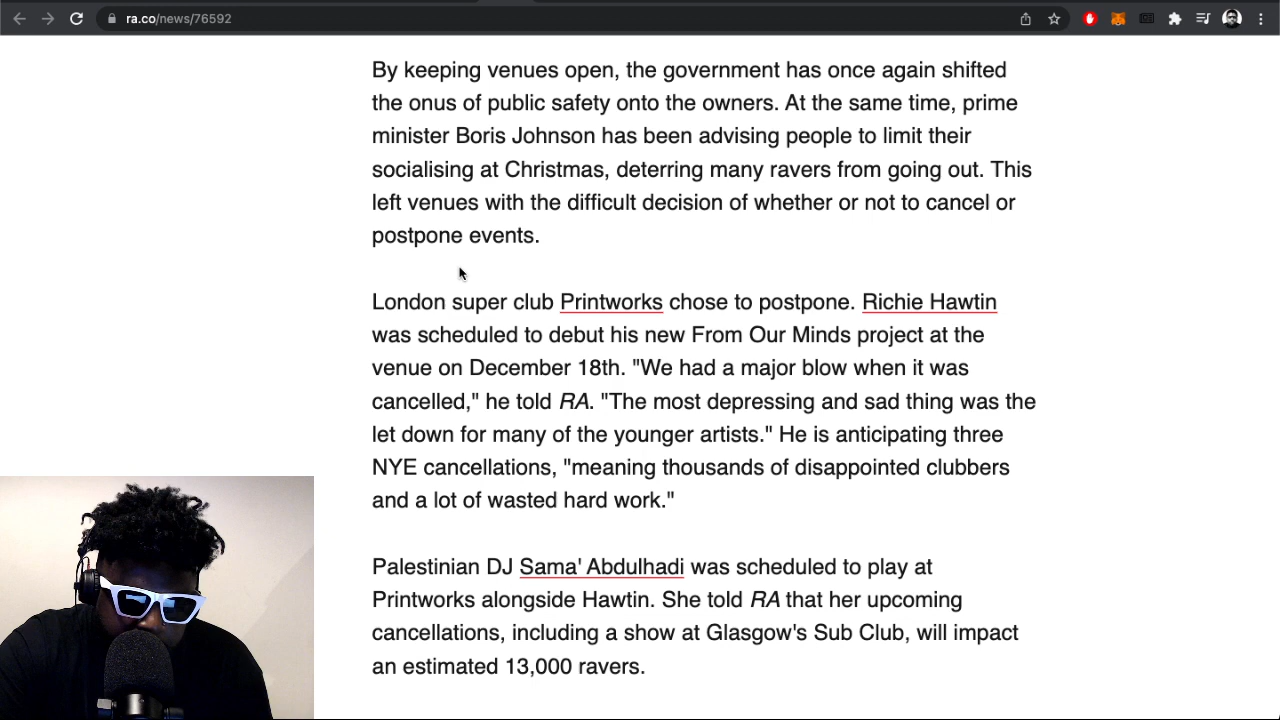 ra.co/news/76592
By keeping venues open, the government has once again shifted
the onus of public safety onto the owners. At the same time, prime
minister Boris Johnson has been advising people to limit their
socialising at Christmas, deterring many ravers from going out. This
left venues with the difficult decision of whether or not to cancel or
postpone events.
London super club Printworks chose to postpone. Richie Hawtin
was scheduled to debut his new From Our Minds project at the
venue on December 18th. "We had a major blow when it was
cancelled," he told RA. "The most depressing and sad thing was the
let down for many of the younger artists." He is anticipating three
NYE cancellations, "meaning thousands of disappointed clubbers
and a lot of wasted hard work."
Palestinian DJ Sama' Abdulhadi was scheduled to play at
Printworks alongside Hawtin. She told RA that her upcoming
cancellations, including a show at Glasgow's Sub Club, will impact
an estimated 13,000 ravers.